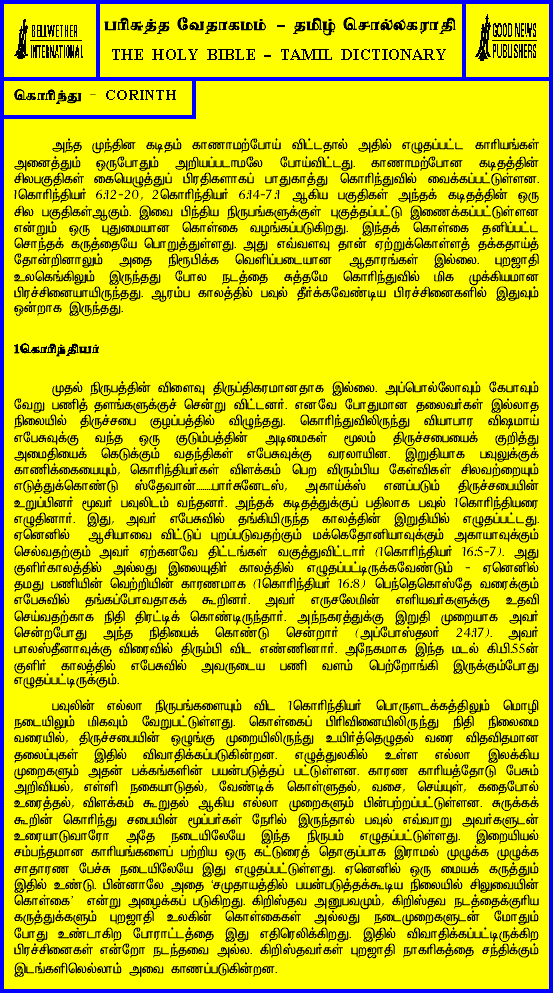 BELLWETHER
INTERNATIONAL
பரிசுத்த வேதாகமம் – தமிழ் சொல்லகராதி
THE HOLY BIBLE – TAMIL DICTIONARY
GOOD NEWS
PUBLISHERS
கொரிந்து - CORINTH
அந்த முந்தின கடிதம் காணாமற்போய் விட்டதால் அதில் எழுதப்பட்ட காரியங்கள்
அனைத்தும் ஒருபோதும் அறியப்படாமலே போய்விட்டது. காணாமற்போன கடிதத்தின்
சிலபகுதிகள் கையெழுத்துப் பிரதிகளாகப் பாதுகாத்து கொரிந்துவில் வைக்கப்பட்டுள்ளன.
1கொரிந்தியர் 6:12-20, 2கொரிந்தியர் 6:14-7:1 ஆகிய பகுதிகள் அந்தக் கடிதத்தின் ஒரு
சில பகுதிகள்ஆகும். இவை பிந்திய நிருபங்களுக்குள் புகுத்தப்பட்டு இணைக்கப்பட்டுள்ளன
என்றும் ஒரு புதுமையான கொள்கை வழங்கப்படுகிறது. இந்தக் கொள்கை தனிப்பட்ட
சொந்தக் கருத்தையே பொறுத்துள்ளது. அது எவ்வளவு தான் ஏற்றுக்கொள்ளத் தக்கதாய்த்
தோன்றினாலும் அதை நிரூபிக்க வெளிப்படையான ஆதாரங்கள் இல்லை. புறஜாதி
உலகெங்கிலும் இருந்தது போல நடத்தை சுத்தமே கொரிந்துவில் மிக முக்கியமான
பிரச்சினையாயிருந்தது. ஆரம்ப காலத்தில் பவுல் தீர்க்கவேண்டிய பிரச்சினைகளில் இதுவும்
ஒன்றாக இருந்தது.
1கொரிந்தியர்
முதல் நிருபத்தின் விளைவு திருப்திகரமானதாக இல்லை. அப்பொல்லோவும் கேபாவும்
வேறு பணித் தளங்களுக்குச் சென்று விட்டனர். எனவே போதுமான தலைவர்கள் இல்லாத
நிலையில் திருச்சபை குழப்பத்தில் விழுந்தது. கொரிந்துவிலிருந்து வியாபார விஷமாய்
எபேசுவுக்கு வந்த ஒரு குடும்பத்தின் அடிமைகள் மூலம் திருச்சபையைக் குறித்து
அமைதியைக் கெடுக்கும் வதந்திகள் எபேசுவுக்கு வரலாயின. இறுதியாக பவுலுக்குக்
காணிக்கையையும், கொரிந்தியர்கள் விளக்கம் பெற விரும்பிய கேள்விகள் சிலவற்றையும்
எடுத்துக்கொண்டு ஸ்தேவான்.......பார்சுனேடஸ், அகாய்க்ஸ் எனப்படும் திருச்சபையின்
உறுப்பினர் மூவர் பவுலிடம் வந்தனர். அந்தக் கடிதத்துக்குப் பதிலாக பவுல் 1கொரிந்தியரை
எழுதினார். இது, அவர் எபேசுவில் தங்கியிருந்த காலத்தின் இறுதியில் எழுதப்பட்டது.
ஏனெனில் ஆசியாவை விட்டுப் புறப்படுவதற்கும் மக்கெதோனியாவுக்கும் அகாயாவுக்கும்
செல்வதற்கும் அவர் ஏற்கனவே திட்டங்கள் வகுத்துவிட்டார் (1கொரிந்தியர் 16:5-7). அது
குளிர்காலத்தில் அல்லது இலையுதிர் காலத்தில் எழுதப்பட்டிருக்கவேண்டும் - ஏனெனில்
தமது பணியின் வெற்றியின் காரணமாக (1கொரிந்தியர் 16:8) பெந்தெகொஸ்தே வரைக்கும்
எபேசுவில் தங்கப்போவதாகக் கூறினர். அவர் எருசலேமின் எளியவர்களுக்கு உதவி
செய்வதற்காக நிதி திரட்டிக் கொண்டிருந்தார். அந்நகரத்துக்கு இறுதி முறையாக அவர்
சென்றபோது அந்த நிதியைக் கொண்டு சென்றார் (அப்போஸ்தலர் 24:17). அவர்
பாலஸ்தீனாவுக்கு விரைவில் திரும்பி விட எண்ணினார். அநேகமாக இந்த மடல் கி.பி.55ன்
குளிர் காலத்தில் எபேசுவில் அவருடைய பணி வளம் பெற்றோங்கி இருக்கும்போது
எழுதப்பட்டிருக்கும்.
பவுலின் எல்லா நிருபங்களையும் விட 1கொரிந்தியர் பொருளடக்கத்திலும் மொழி
நடையிலும் மிகவும் வேறுபட்டுள்ளது. கொள்கைப் பிரிவினையிலிருந்து நிதி நிலைமை
வரையில், திருச்சபையின் ஒழுங்கு முறையிலிருந்து உயிர்த்தெழுதல் வரை விதவிதமான
தலைப்புகள் இதில் விவாதிக்கப்படுகின்றன. எழுத்துலகில் உள்ள எல்லா இலக்கிய
முறைகளும் அதன் பக்கங்களின் பயன்படுத்தப் பட்டுள்ளன. காரண காரியத்தோடு பேசும்
அறிவியல், எள்ளி நகையாடுதல், வேண்டிக் கொள்ளுதல், வசை, செய்யுள், கதைபோல்
உரைத்தல், விளக்கம் கூறுதல் ஆகிய எல்லா முறைகளும் பின்பற்றப்பட்டுள்ளன. சுருக்கக்
கூறின் கொரிந்து சபையின் மூப்பர்கள் நேரில் இருந்தால் பவுல் எவ்வாறு அவர்களுடன்
உரையாடுவாரோ அதே நடையிலேயே இந்த நிருபம் எழுதப்பட்டுள்ளது. இறையியல்
சம்பந்தமான காரியங்களைப் பற்றிய ஒரு கட்டுரைத் தொகுப்பாக இராமல் முழுக்க முழுக்க
சாதாரண பேச்சு நடையிலேயே இது எழுதப்பட்டுள்ளது. ஏனெனில் ஒரு மையக் கருத்தும்
இதில் உண்டு. பின்னாலே அதை 'சமுதாயத்தில் பயன்படுத்தக்கூடிய நிலையில் சிலுவையின்
கொள்கை' என்று அழைக்கப் படுகிறது. கிறிஸ்தவ அனுபவமும், கிறிஸ்தவ நடத்தைக்குரிய
கருத்துக்களும் புறஜாதி உலகின் கொள்கைகள் அல்லது நடைமுறைகளுடன் மோதும்
போது உண்டாகிற போராட்டத்தை இது எதிரொலிக்கிறது. இதில் விவாதிக்கப்பட்டிருக்கிற
பிரச்சினைகள் என்றோ நடந்தவை அல்ல. கிறிஸ்தவர்கள் புறஜாதி நாகரிகத்தை சந்திக்கும்
இடங்களிலெல்லாம் அவை காணப்படுகின்றன.